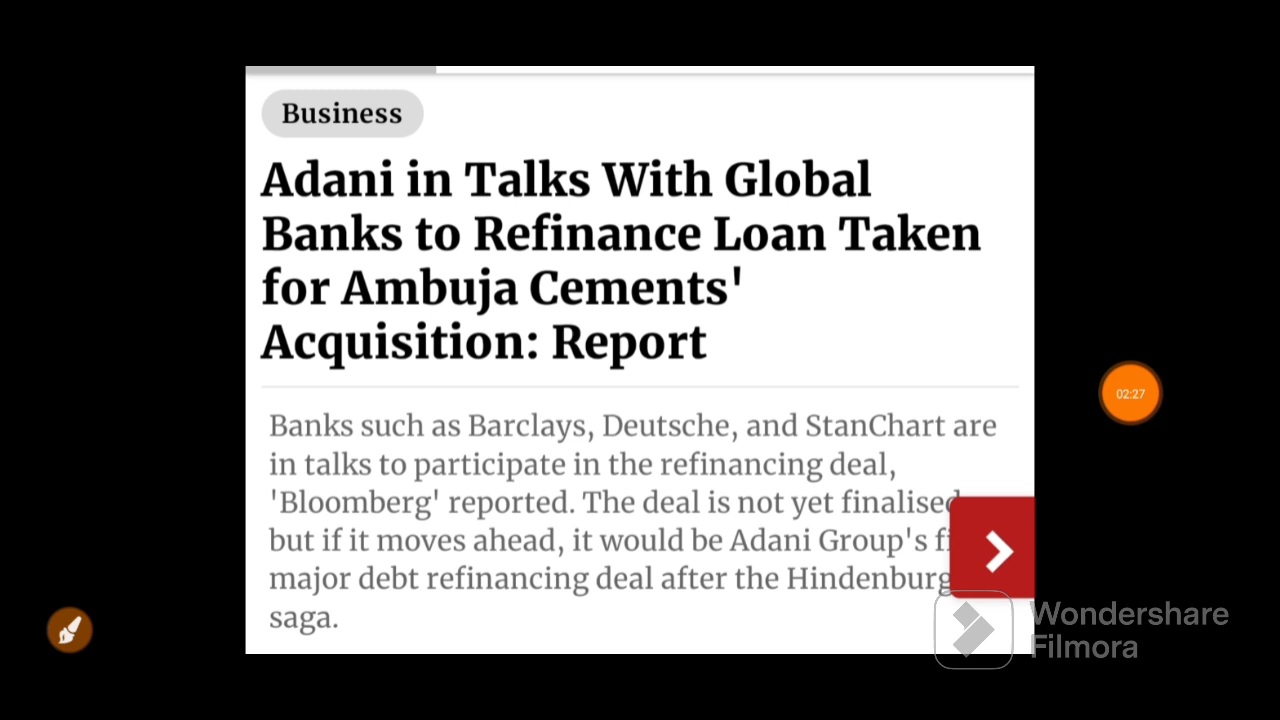 Business
Adani in Talks With Global
Banks to Refinance Loan Taken
for Ambuja Cements'
Acquisition: Report
Banks such as Barclays, Deutsche, and StanChart are
in talks to participate in the refinancing deal,
'Bloomberg' reported. The deal is not yet finalised
but if it moves ahead, it would be Adani Group's
major debt refinancing deal after the Hindenburg
saga.
02:27
Wondershare
Filmora